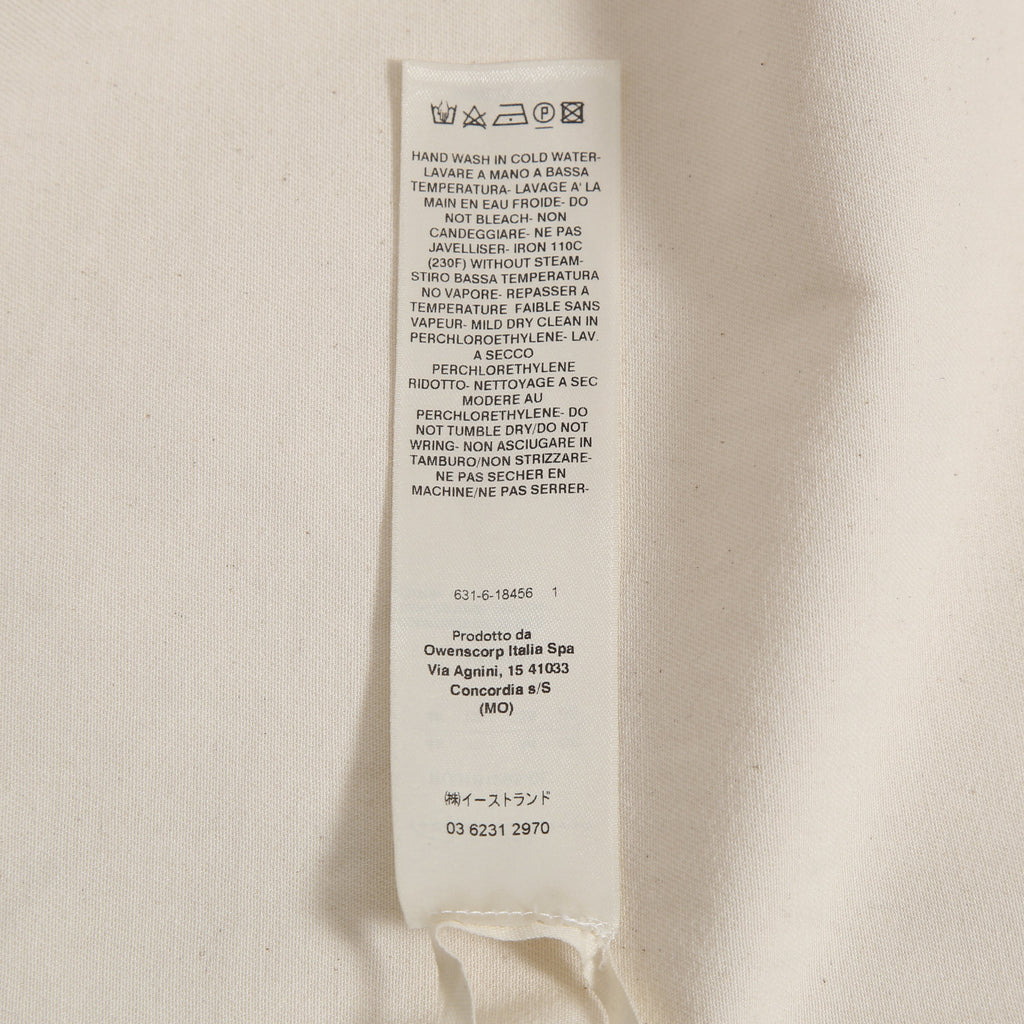 P
HAND WASH IN COLD WATER-
LAVARE A MANO A BASSA
TEMPERATURA- LAVAGE A' LA
MAIN EN EAU FROIDE- DO
NOT BLEACH- NON
CANDEGGIARE- NE PAS
JAVELLISER- IRON 110C
(230F) WITHOUT STEAM-
STIRO BASSA TEMPERATURA
NO VAPORE- REPASSER A
TEMPERATURE FAIBLE SANS
VAPEUR- MILD DRY CLEAN IN
PERCHLOROETHYLENE- LAV.
A SECCO
PERCHLORETHYLENE
RIDOTTO- NETTOYAGE A SEC
MODERE AU
PERCHLORETHYLENE- DO
NOT TUMBLE DRY/DO NOT
WRING- NON ASCIUGARE IN
TAMBURO/NON STRIZZARE-
NE PAS SECHER EN
MACHINE/NE PAS SERRER-
631-6-18456 1
Prodotto da
Owenscorp Italia Spa
Via Agnini, 15 41033
Concordia s/S
(MO)
㈱イーストランド
03 6231 2970